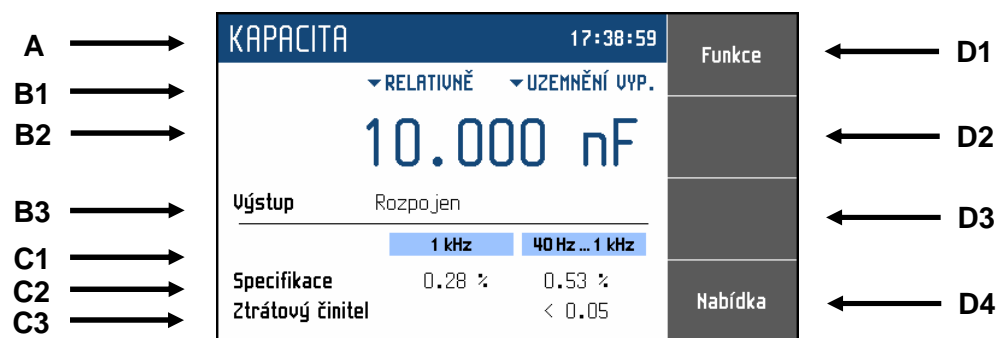 A KAPACITA 17:38:59 Funkce D1
B1 RELATIVNĚ UZEMNĚNÍ VYP.
B2 10.000 nF D2
B3 Výstup Rozpojen D3
C1 1 kHz 40 Hz ... 1 kHz
C2 Specifikace 0.28 % 0.53 % Nabídka D4
C3 Ztrátový činitel < 0.05